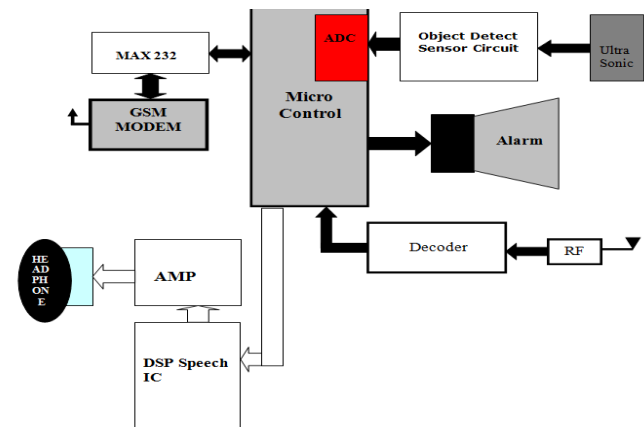 MAX 232
GSM
MODEM
Micro
Control
ADC
Object Detect
Sensor Circuit
Ultra
Sonic
Alarm
Decoder
RF
HE
AD
PH
ON
E
AMP
DSP Speech
IC